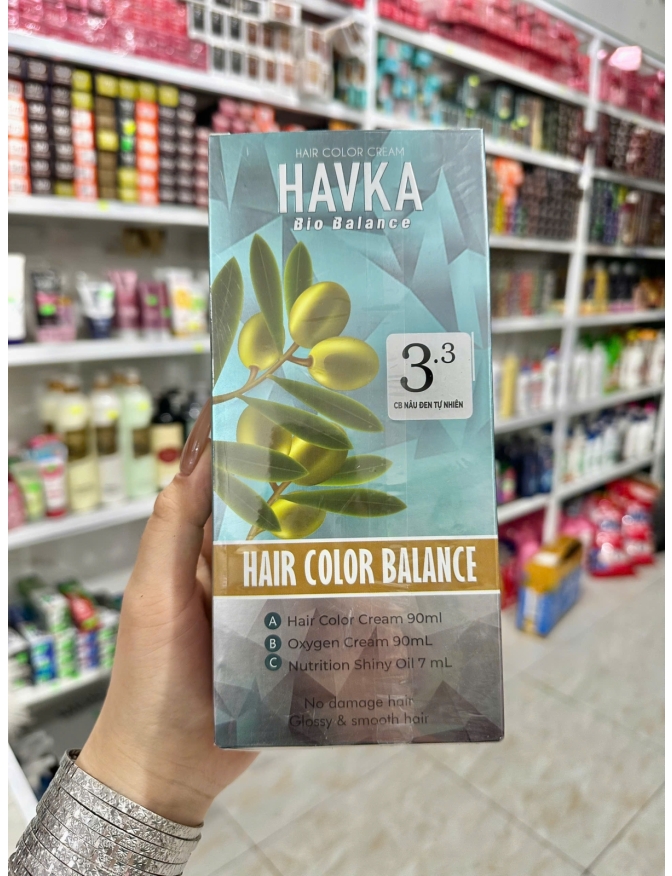 HAIR COLOR CREAM
HAVKA
Bio Balance
3.3
CB NÂU ĐEN TỰ NHIÊN
HAIR COLOR BALANCE
A Hair Color Cream 90ml
B Oxygen Cream 90mL
C Nutrition Shiny Oil 7 mL
No damage hair
Glossy & smooth hair